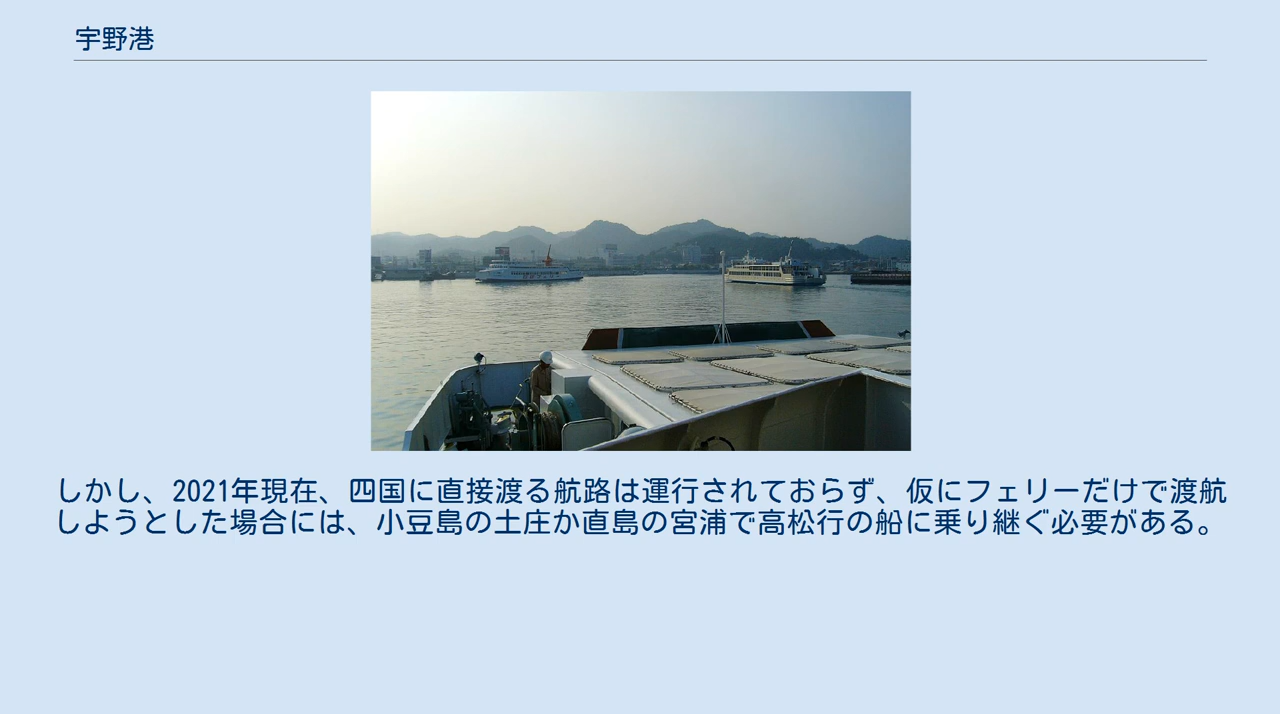 宇野港
しかし、2021年現在、四国に直接渡る航路は運行されておらず、仮にフェリーだけで渡航
しようとした場合には、小豆島の土庄か直島の宮浦で高松行の船に乗り継ぐ必要がある。